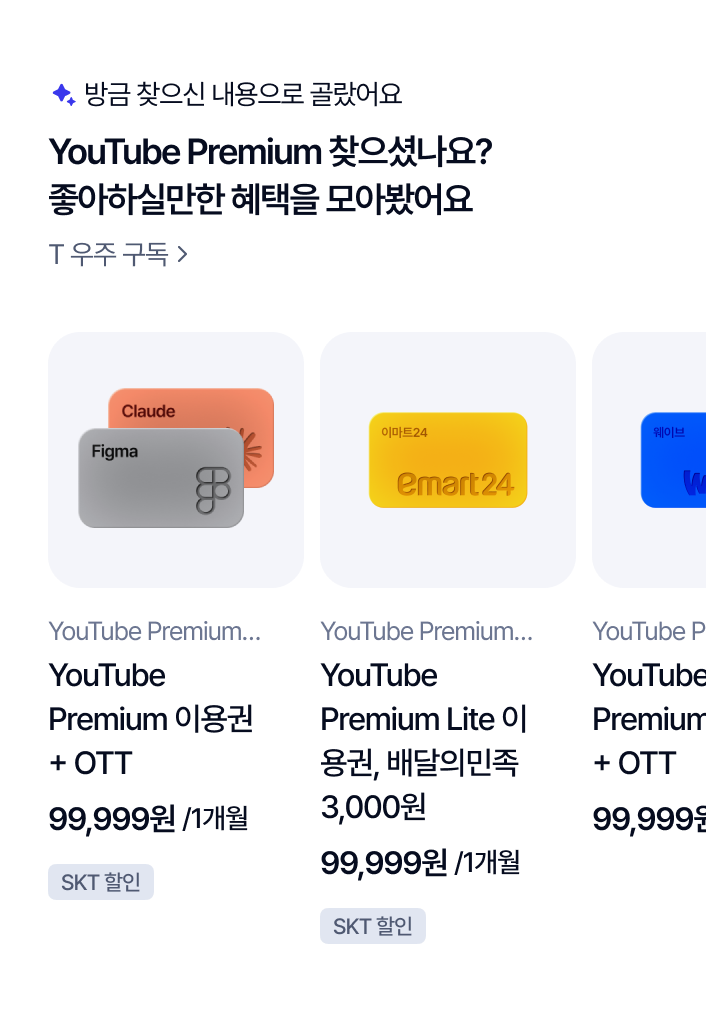 방금 찾으신 내용으로 골랐어요
YouTube Premium 찾으셨나요?
좋아하실만한 혜택을 모아봤어요
T 우주 구독
Claude
Figma
이마트24
emart24
웨이브
YouTube Premium...
YouTube
Premium 이용권
+ OTT
99,999원 /1개월
SKT 할인
YouTube Premium...
YouTube
Premium Lite 이
용권, 배달의민족
3,000원
99,999원 /1개월
SKT 할인
YouTube P
YouTube
Premium
+ OTT
99,999원